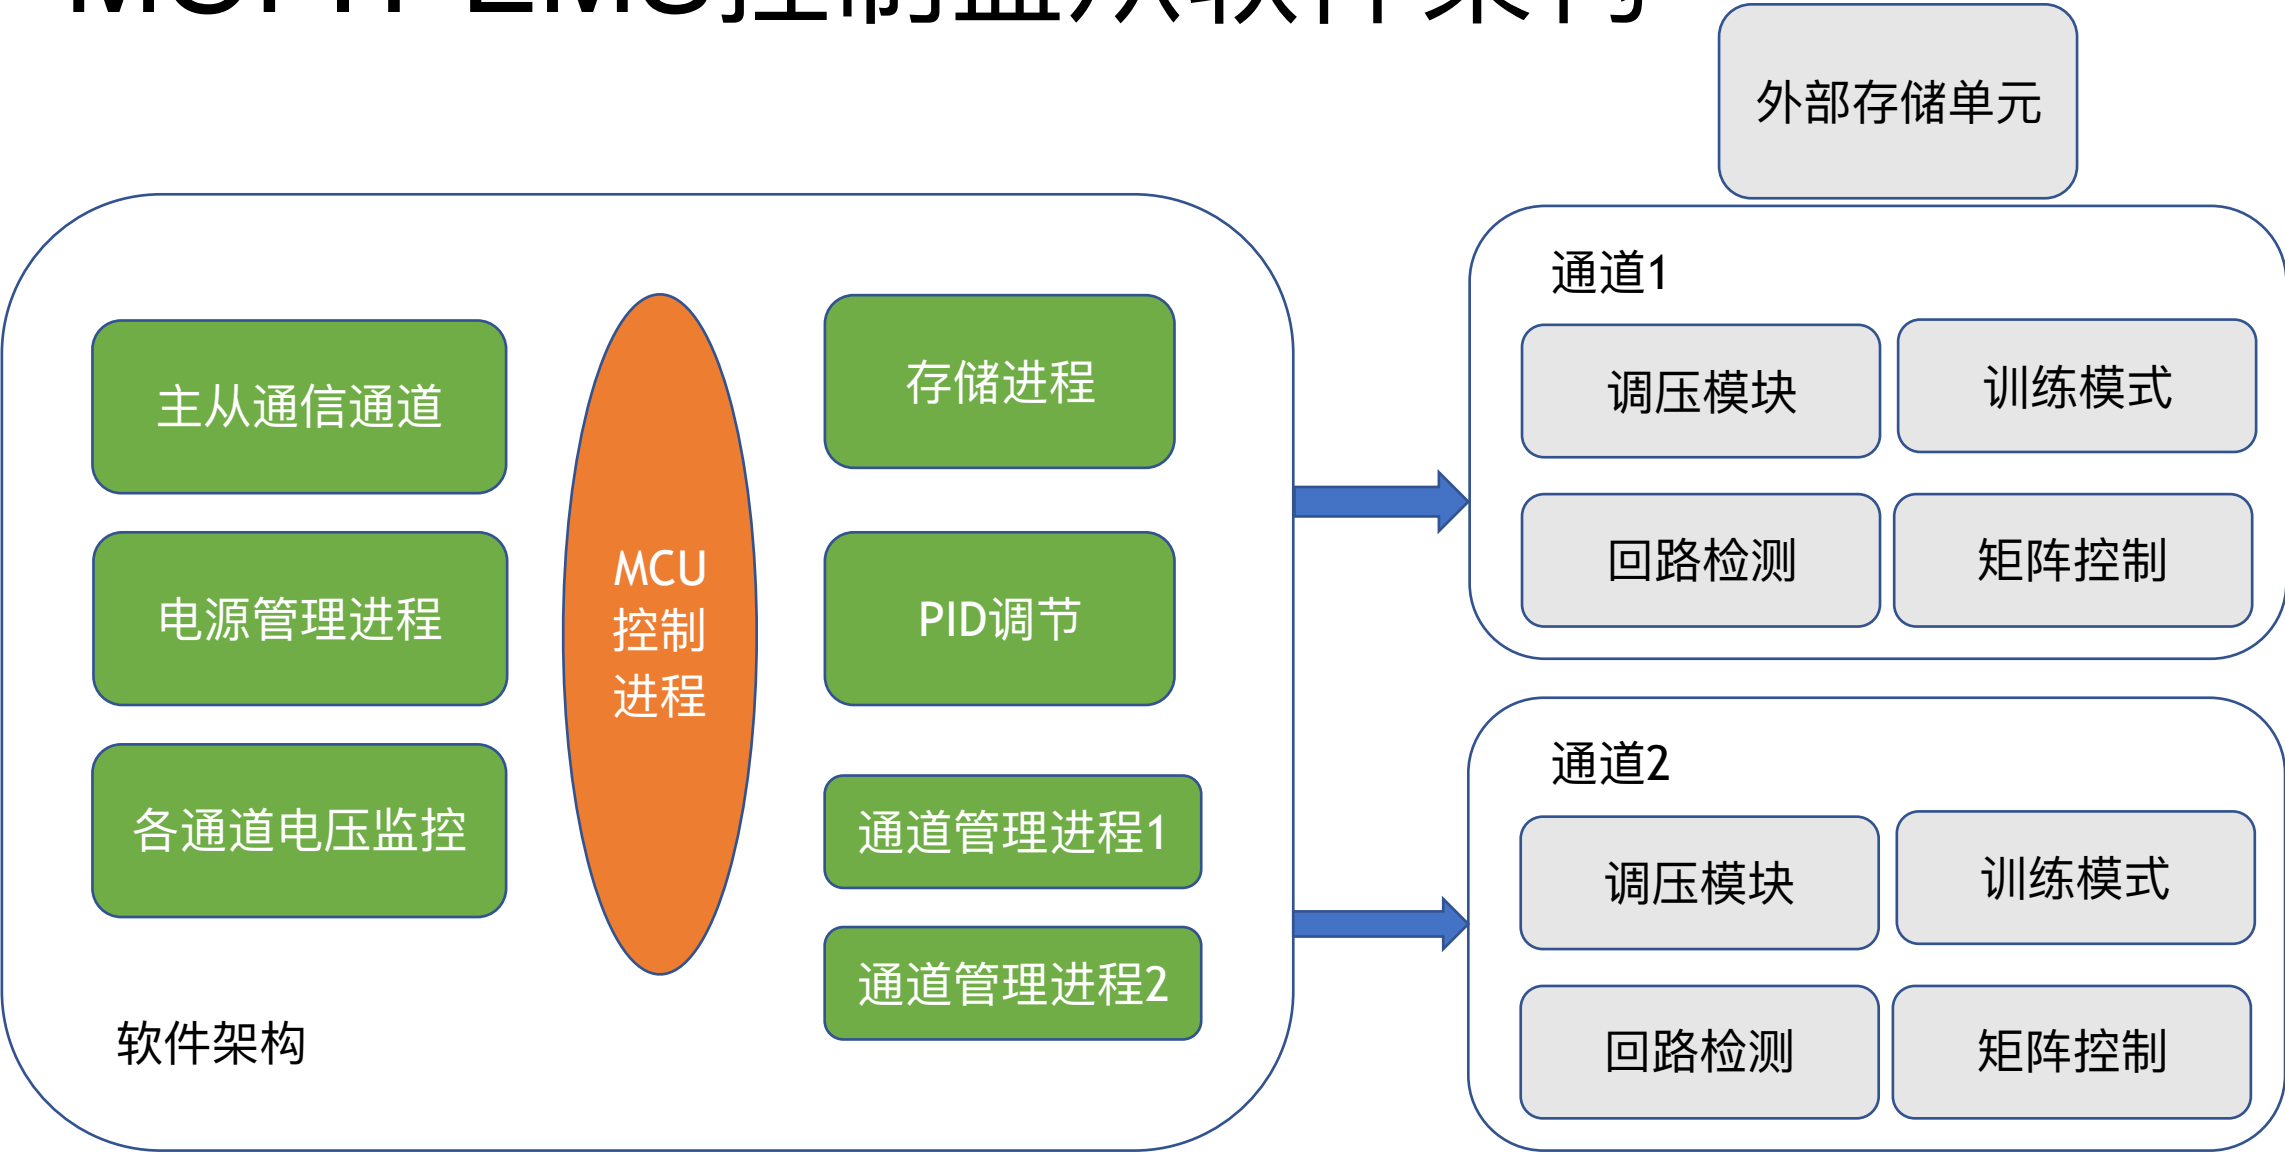 外部存储单元
主从通信通道
电源管理进程
各通道电压监控
MCU
控制
进程
存储进程
PID调节
通道管理进程1
通道管理进程2
软件架构
通道1
调压模块
训练模式
回路检测
矩阵控制
通道2
调压模块
训练模式
回路检测
矩阵控制